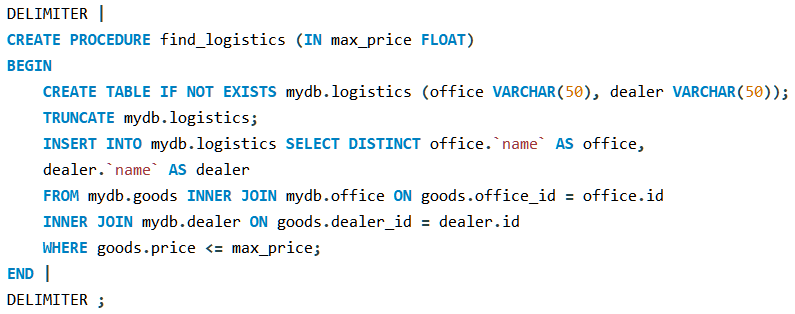 DELIMITER |
CREATE PROCEDURE find_logistics (IN max_price FLOAT)
BEGIN
    CREATE TABLE IF NOT EXISTS mydb.logistics (office VARCHAR(50), dealer VARCHAR(50));
    TRUNCATE mydb.logistics;
    INSERT INTO mydb.logistics SELECT DISTINCT office.`name` AS office,
    dealer.`name` AS dealer
    FROM mydb.goods INNER JOIN mydb.office ON goods.office_id = office.id
    INNER JOIN mydb.dealer ON goods.dealer_id = dealer.id
    WHERE goods.price <= max_price;
END |
DELIMITER ;